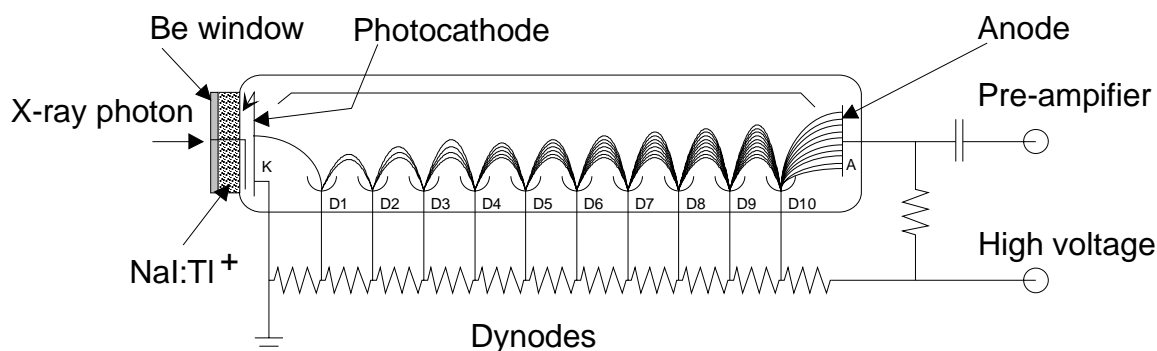 Be window
Photocathode
Anode
X-ray photon
Pre-ampifier
K
A
D1 D2 D3 D4 D5 D6 D7 D8 D9 D10
NaI:Tl +
High voltage
Dynodes